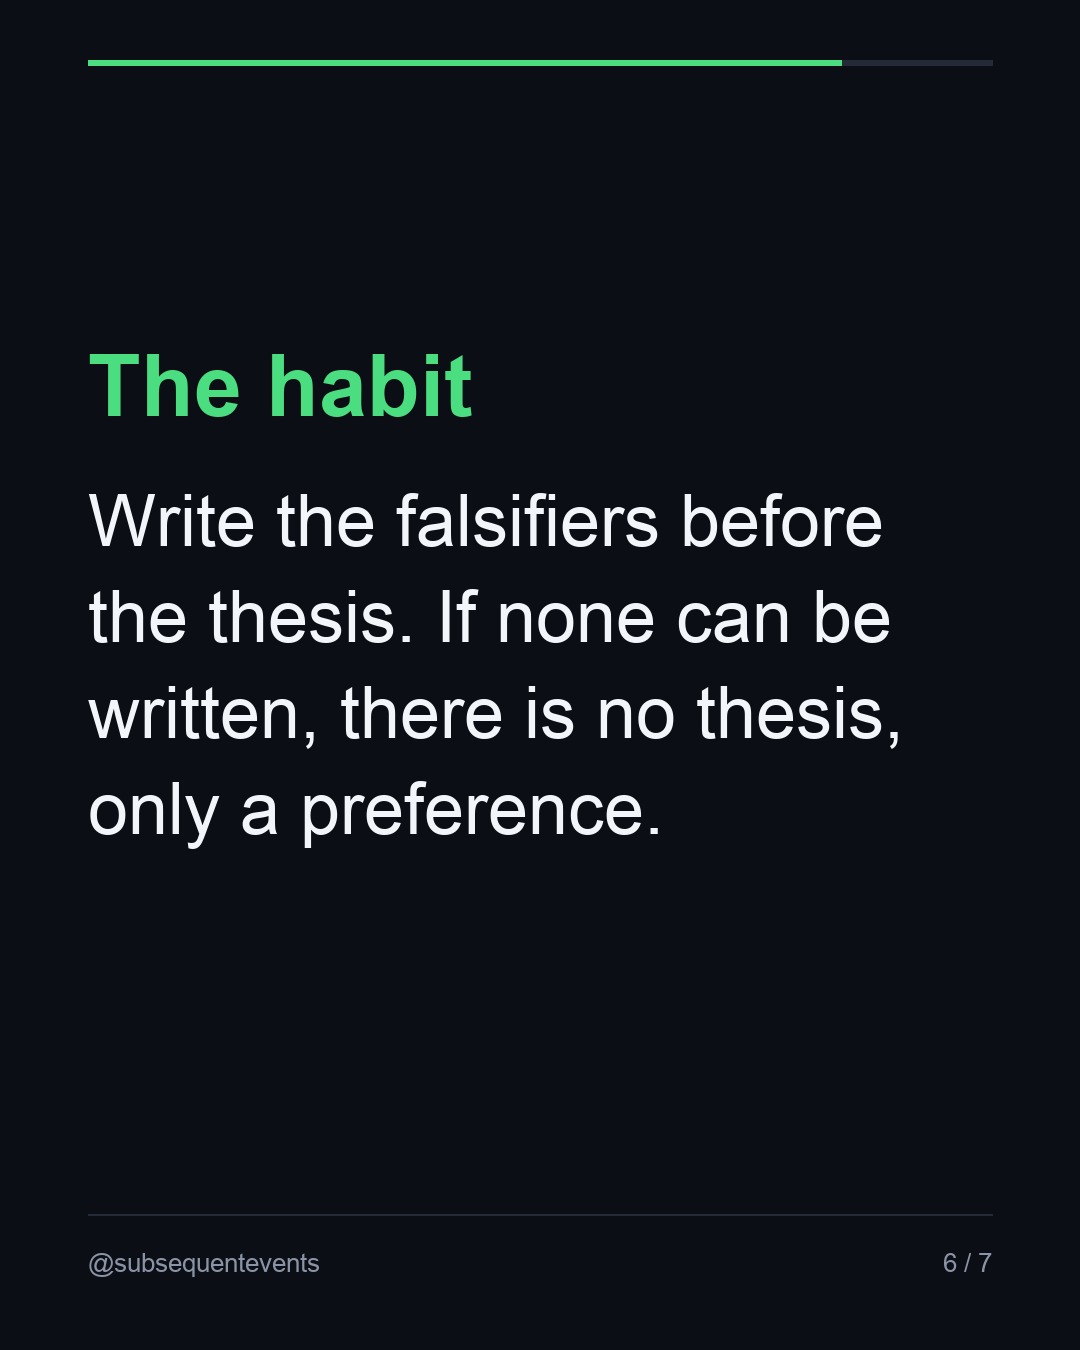 The habit
Write the falsifiers before
the thesis. If none can be
written, there is no thesis,
only a preference.
@subsequentevents
6 / 7